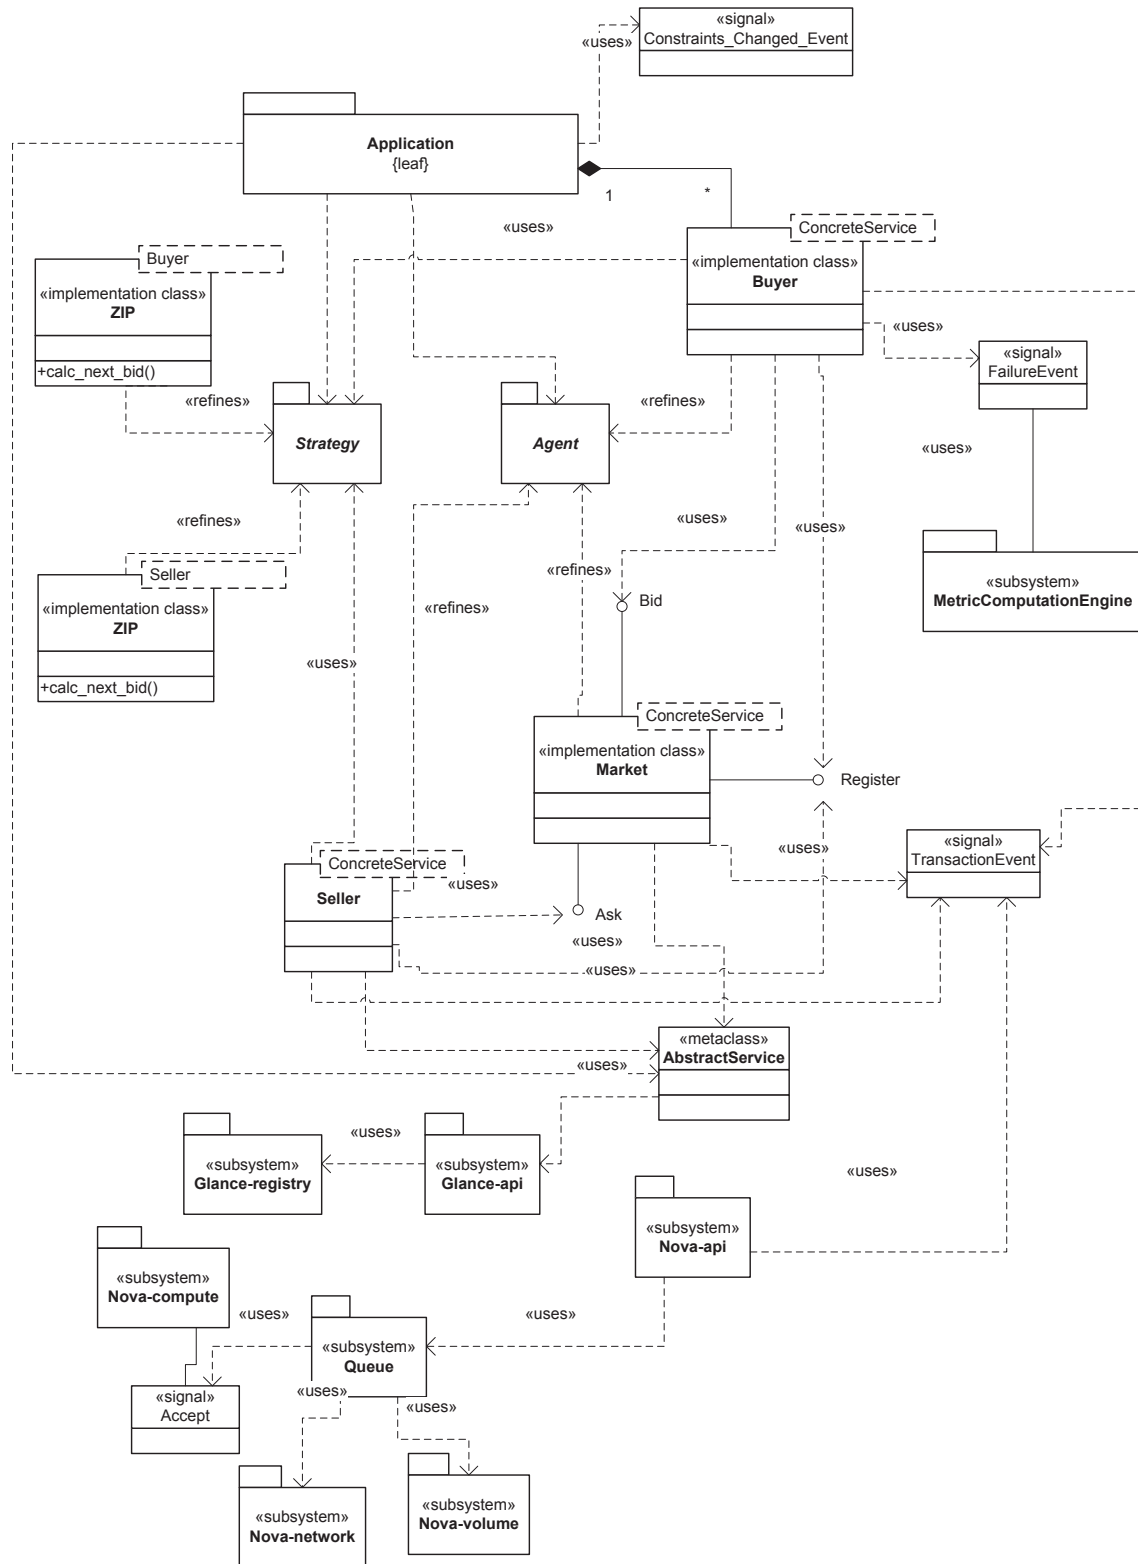 «signal»
Constraints_Changed_Event
«uses»
Application
{leaf}
1
*
«uses»
ConcreteService
«implementation class»
Buyer
Buyer
«implementation class»
ZIP
+calc_next_bid()
«uses»
«signal»
FailureEvent
«refines»
Strategy
Agent
«refines»
«uses»
«refines»
«uses»
«uses»
Seller
«implementation class»
ZIP
+calc_next_bid()
«refines»
«refines»
«subsystem»
MetricComputationEngine
Bid
«uses»
ConcreteService
«implementation class»
Market
Register
ConcreteService
Seller
«uses»
«uses»
«signal»
TransactionEvent
Ask
«uses»
«uses»
«metaclass»
AbstractService
«uses»
«uses»
«subsystem»
Glance-registry
«subsystem»
Glance-api
«uses»
«subsystem»
Nova-api
«subsystem»
Nova-compute
«uses»
«uses»
«subsystem»
Queue
«uses»
«uses»
«signal»
Accept
«subsystem»
Nova-network
«subsystem»
Nova-volume